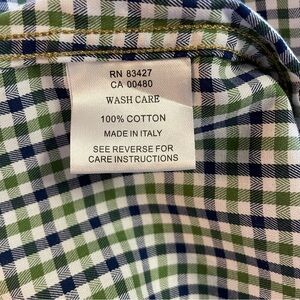 RN 83427
CA 00480
WASH CARE
100% COTTON
MADE IN ITALY
SEE REVERSE FOR
CARE INSTRUCTIONS